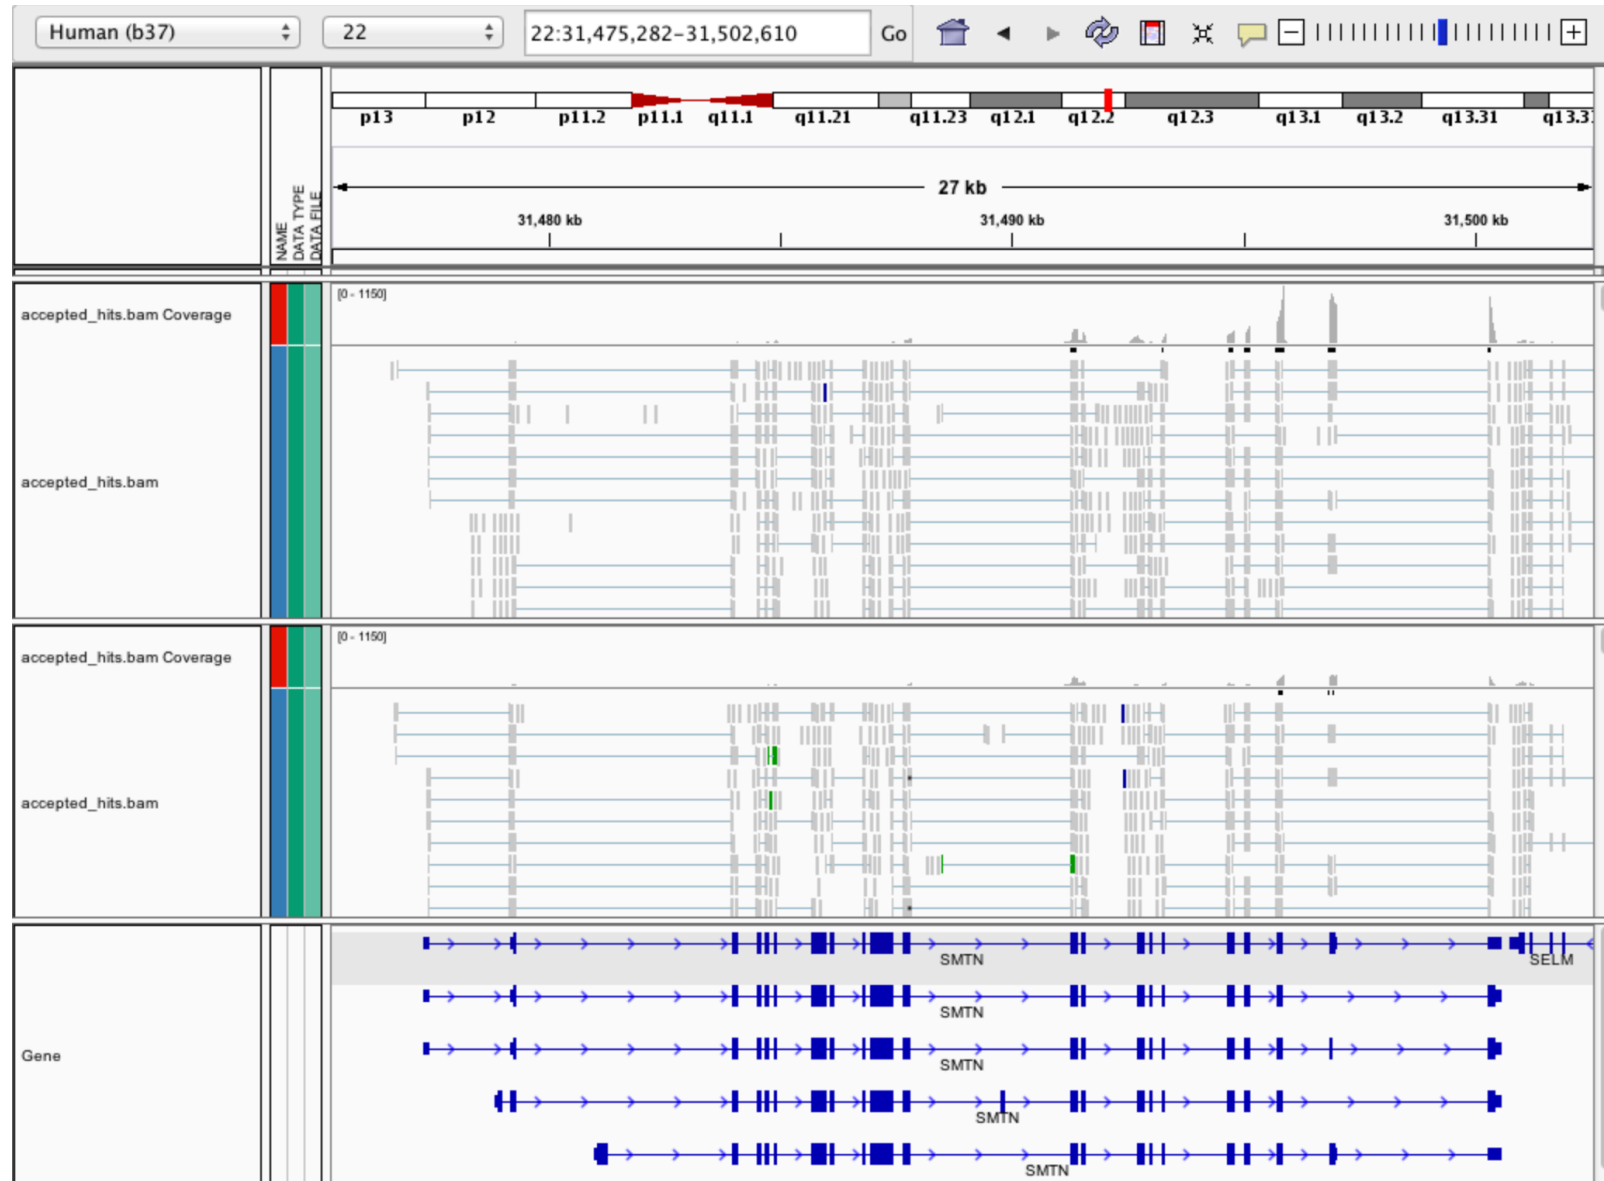 Human (b37) 22 22:31,475,282-31,502,610 Go
p13 p12 p11.2 p11.1 q11.1 q11.21 q11.23 q12.1 q12.2 q12.3 q13.1 q13.2 q13.31 q13.3
27 kb
31,480 kb 31,490 kb 31,500 kb
NAME
DATA TYPE
DATA FILE
[0 - 1150]
accepted_hits.bam Coverage
accepted_hits.bam
[0 - 1150]
accepted_hits.bam Coverage
accepted_hits.bam
SMTN SELM
SMTN
Gene
SMTN
SMTN
SMTN